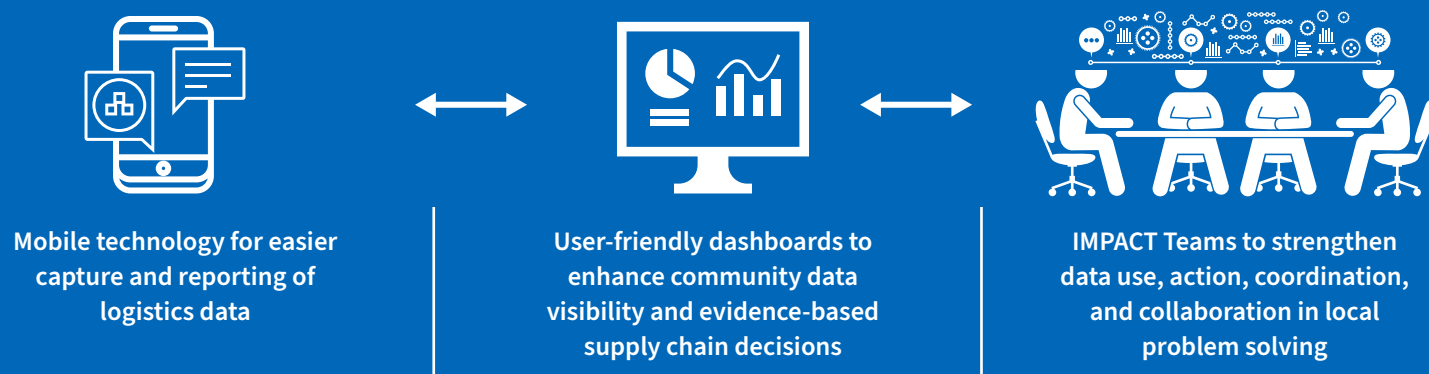 Mobile technology for easier
capture and reporting of
logistics data
User-friendly dashboards to
enhance community data
visibility and evidence-based
supply chain decisions
IMPACT Teams to strengthen
data use, action, coordination,
and collaboration in local
problem solving